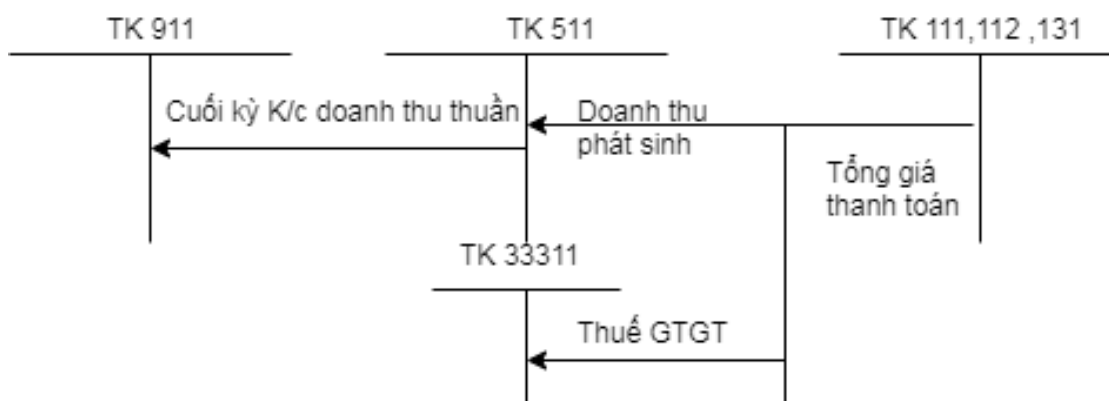 TK 911
TK 511
TK 111,112 ,131
Cuối kỳ K/c doanh thu thuần
Doanh thu
phát sinh
Tổng giá
thanh toán
TK 33311
Thuế GTGT